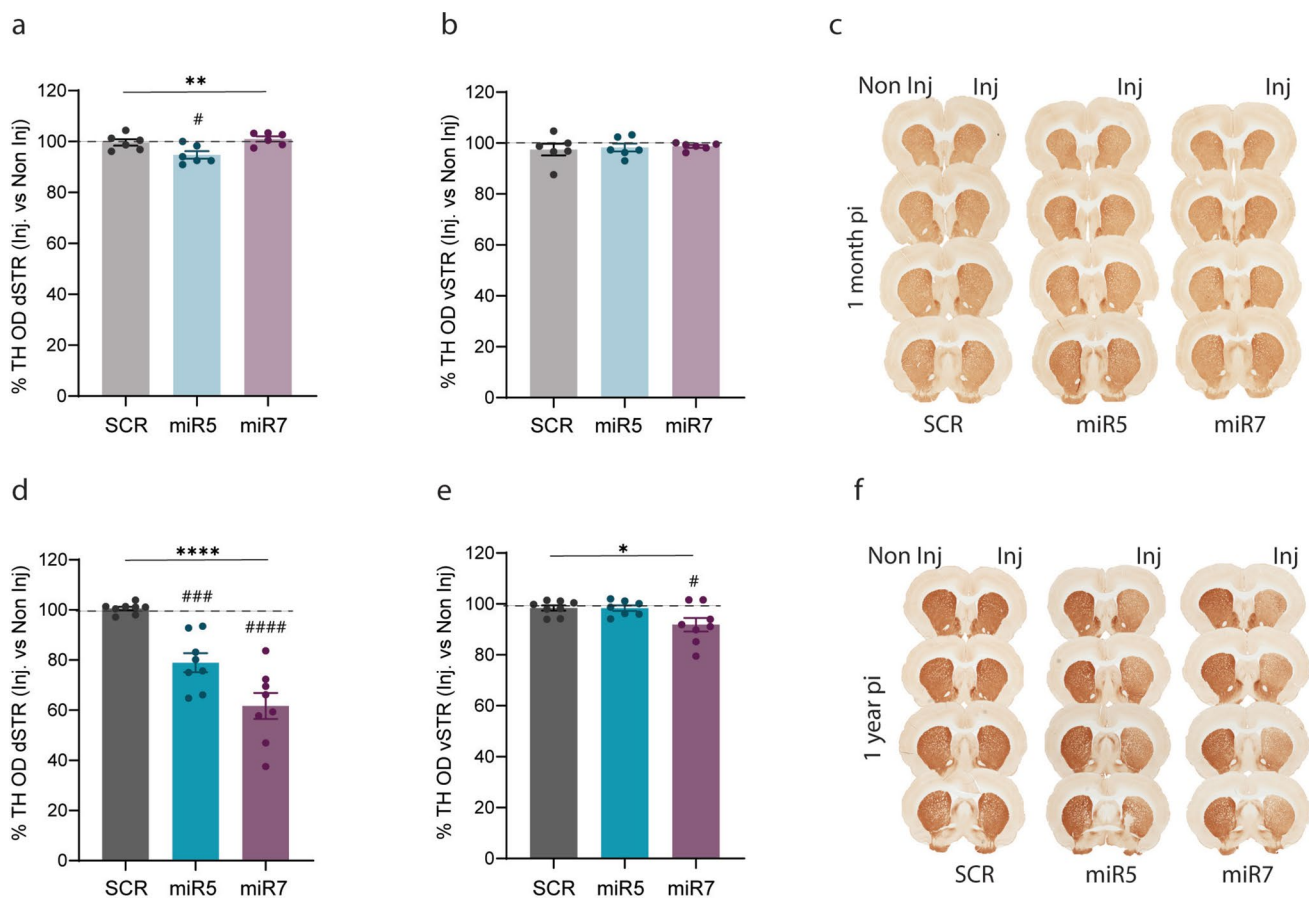 a
**
% TH OD dSTR (Inj. vs Non Inj)
120
100
80
60
40
20
0
#
SCR miR5 miR7
b
% TH OD vSTR (Inj. vs Non Inj)
120
100
80
60
40
20
0
SCR miR5 miR7
c
Non Inj Inj Inj Inj
1 month pi
SCR miR5 miR7
d
****
% TH OD dSTR (Inj. vs Non Inj)
120
100
80
60
40
20
0
###
####
SCR miR5 miR7
e
*
% TH OD vSTR (Inj. vs Non Inj)
120
100
80
60
40
20
0
#
SCR miR5 miR7
f
Non Inj Inj Inj Inj
1 year pi
SCR miR5 miR7